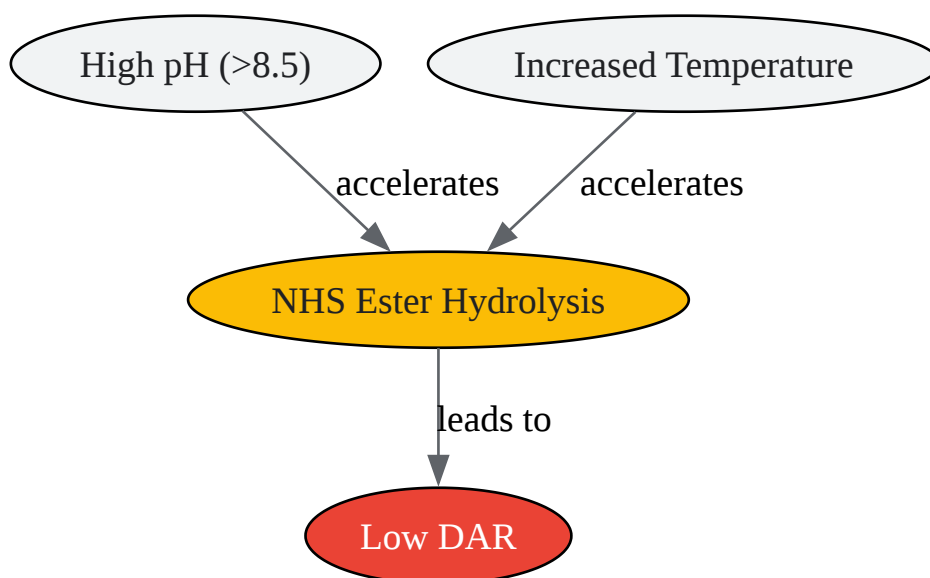 High pH (>8.5)
Increased Temperature
accelerates
accelerates
NHS Ester Hydrolysis
leads to
Low DAR